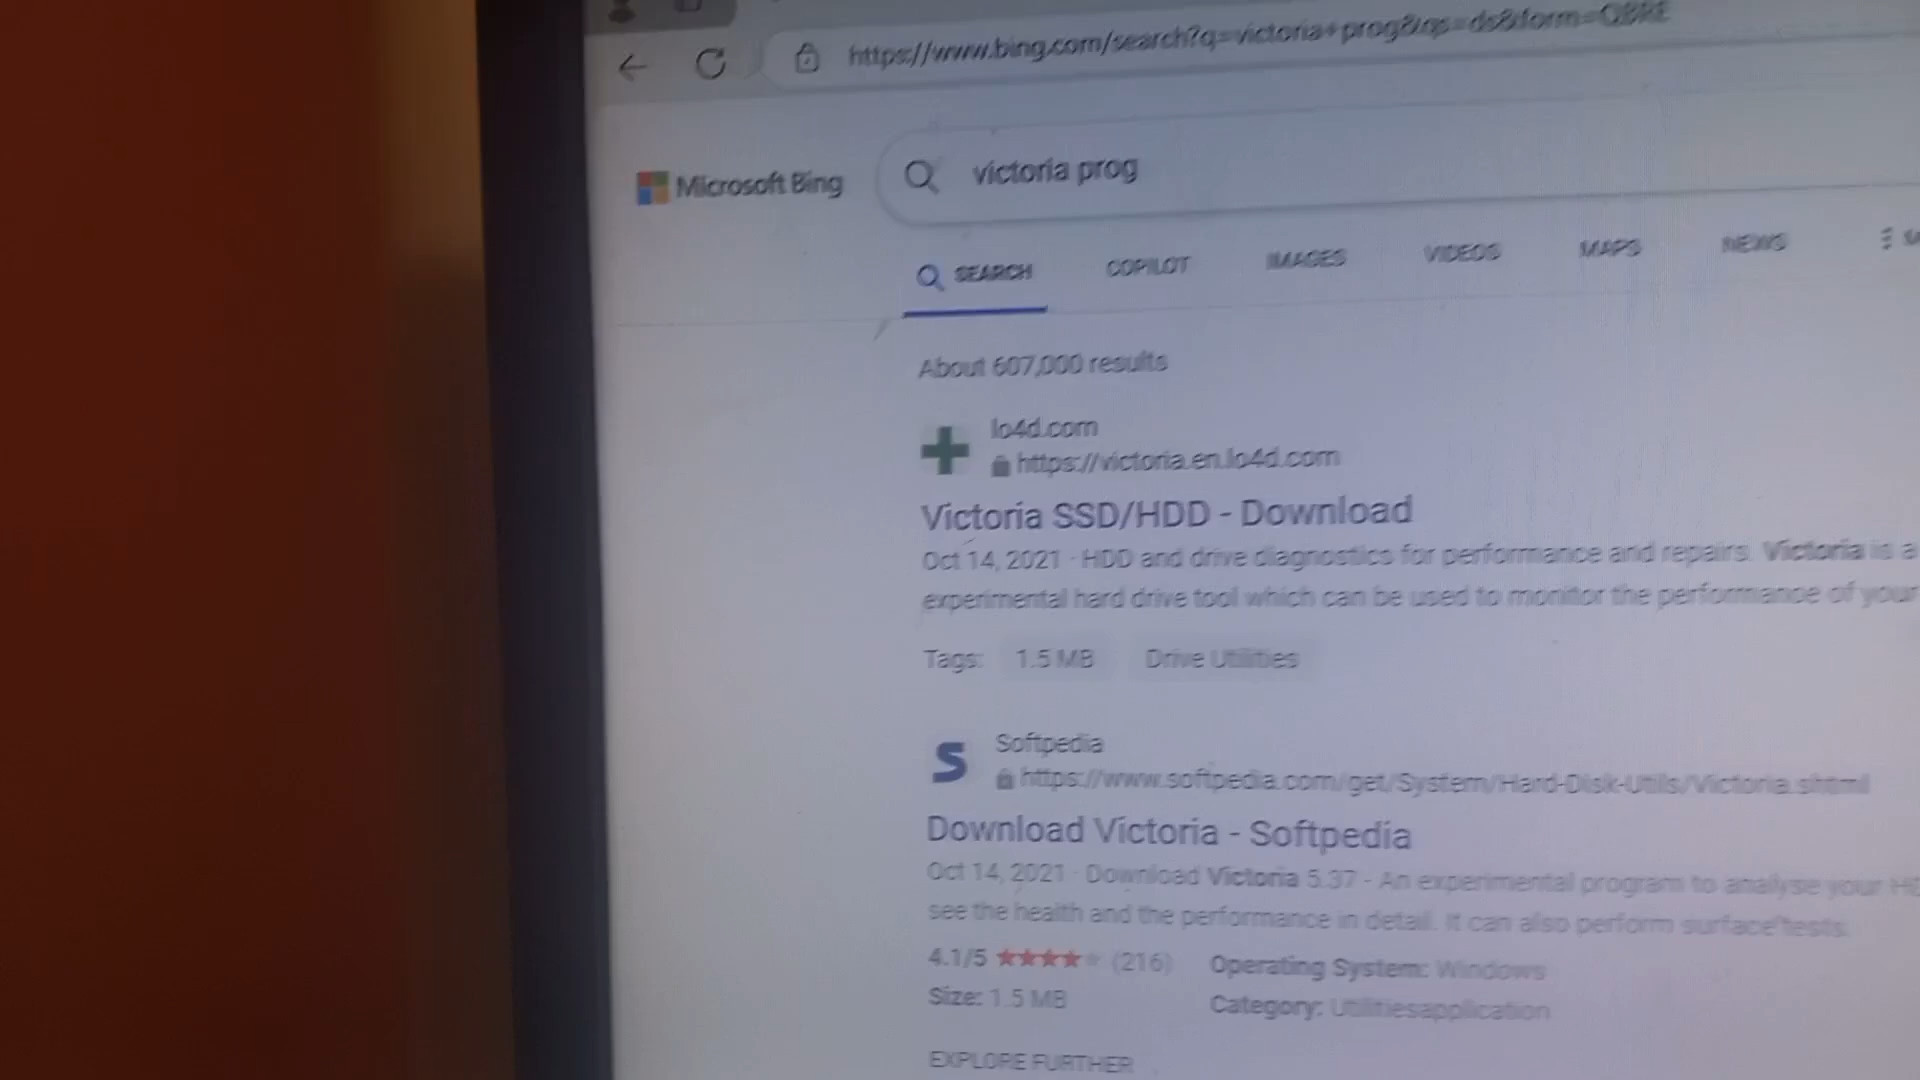 https://www.bing.com/search?q=victoria+prog&qs=ds&form=QBRE
Microsoft Bing
victoria prog
SEARCH COPILOT IMAGES VIDEOS MAPS NEWS
About 607,000 results
lo4d.com
https://victoria.en.lo4d.com
Victoria SSD/HDD - Download
Oct 14, 2021 · HDD and drive diagnostics for performance and repairs. Victoria is a
experimental hard drive tool which can be used to monitor the performance of your
Tags: 1.5 MB Drive Utilities
Softpedia
https://www.softpedia.com/get/System/Hard-Disk-Utils/Victoria.shtml
Download Victoria - Softpedia
Oct 14, 2021 · Download Victoria 5.37 - An experimental program to analyse your
see the health and the performance in detail. It can also perform surface tests.
4.1/5 (216) Operating System: Windows
Size: 1.5 MB Category: Utilitiesapplication
EXPLORE FURTHER